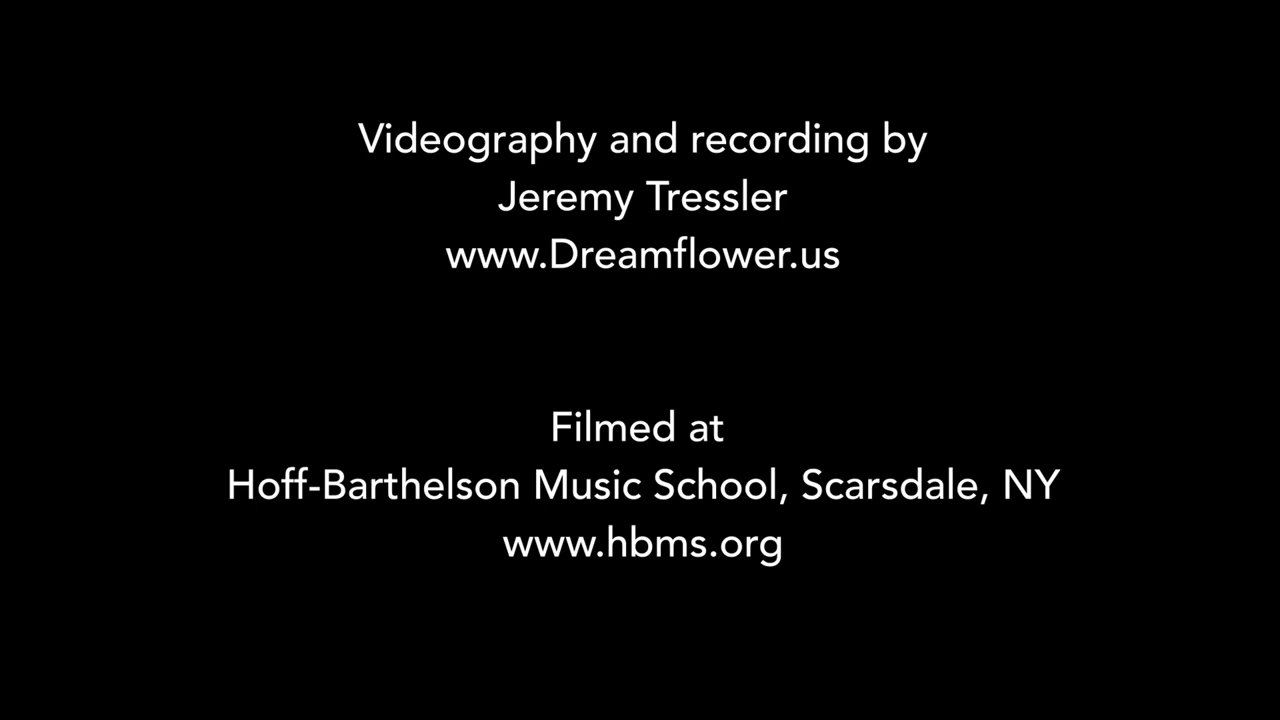 Videography and recording by
Jeremy Tressler
www.Dreamflower.us
Filmed at
Hoff-Barthelson Music School, Scarsdale, NY
www.hbms.org